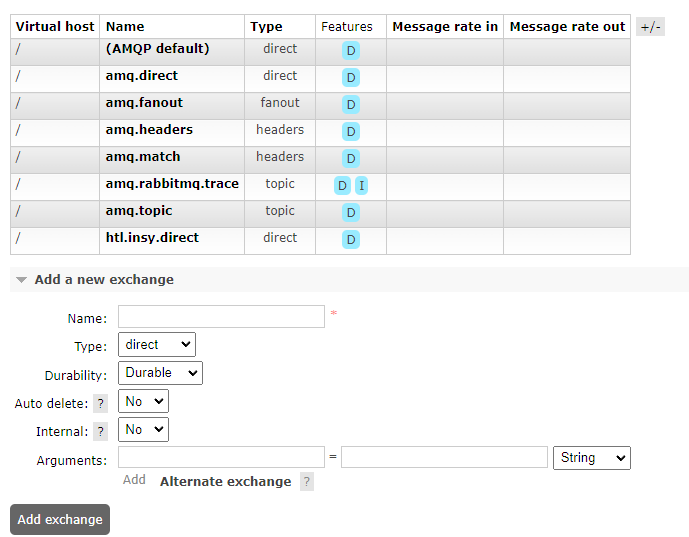 Virtual host Name Type Features Message rate in Message rate out +/-
/ (AMQP default) direct D
/ amq.direct direct D
/ amq.fanout fanout D
/ amq.headers headers D
/ amq.match headers D
/ amq.rabbitmq.trace topic D I
/ amq.topic topic D
/ htl.insy.direct direct D
Add a new exchange
Name: *
Type: direct
Durability: Durable
Auto delete: ? No
Internal: ? No
Arguments: = String
Add Alternate exchange ?
Add exchange